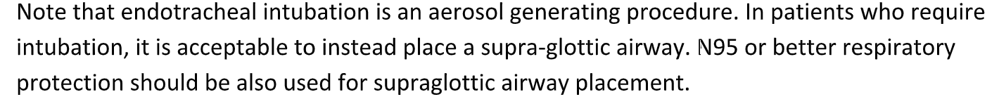 Note that endotracheal intubation is an aerosol generating procedure. In patients who require
intubation, it is acceptable to instead place a supra-glottic airway. N95 or better respiratory
protection should be also used for supraglottic airway placement.